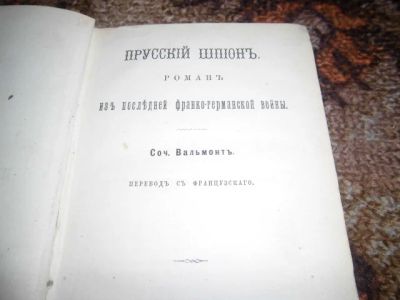 ПРУССКІЙ ШПІОНЪ.
РОМАНЪ
ИЗЪ ПОСЛѢДНЕЙ ФРАНКО-ГЕРМАНСКОЙ ВОЙНЫ.
Соч. Вальмонтъ.
ПЕРЕВОДЪ СЪ ФРАНЦУЗСКАГО.